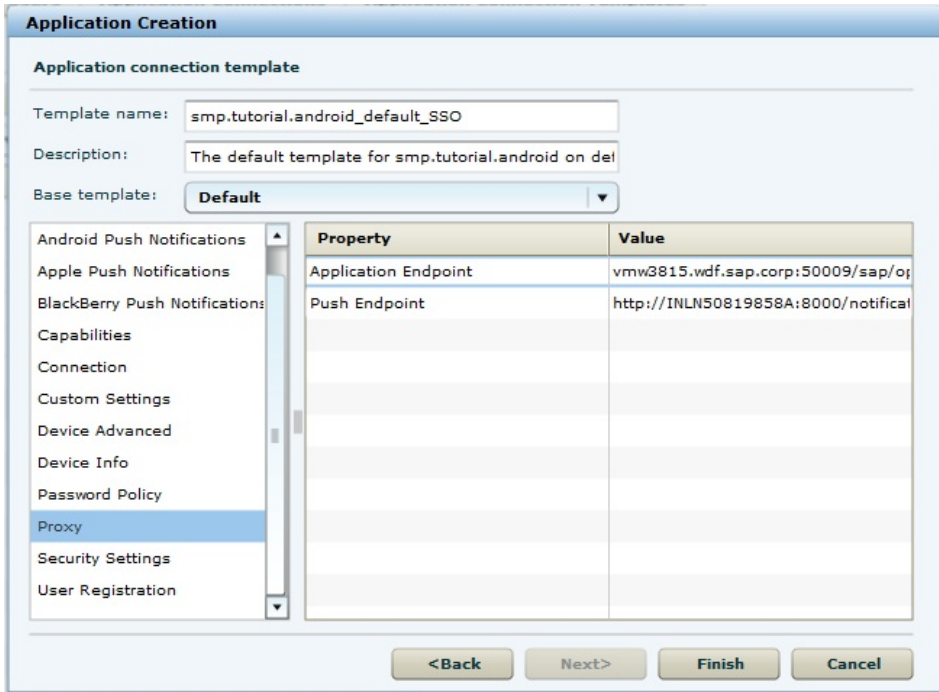 Application Creation
Application connection template
Template name: smp.tutorial.android_default_SSO
Description: The default template for smp.tutorial.android on def
Base template: Default
Android Push Notifications
Apple Push Notifications
BlackBerry Push Notifications
Capabilities
Connection
Custom Settings
Device Advanced
Device Info
Password Policy
Proxy
Security Settings
User Registration
Property Value
Application Endpoint vmw3815.wdf.sap.corp:50009/sap/op
Push Endpoint http://INLN50819858A:8000/notificat
<Back Next> Finish Cancel